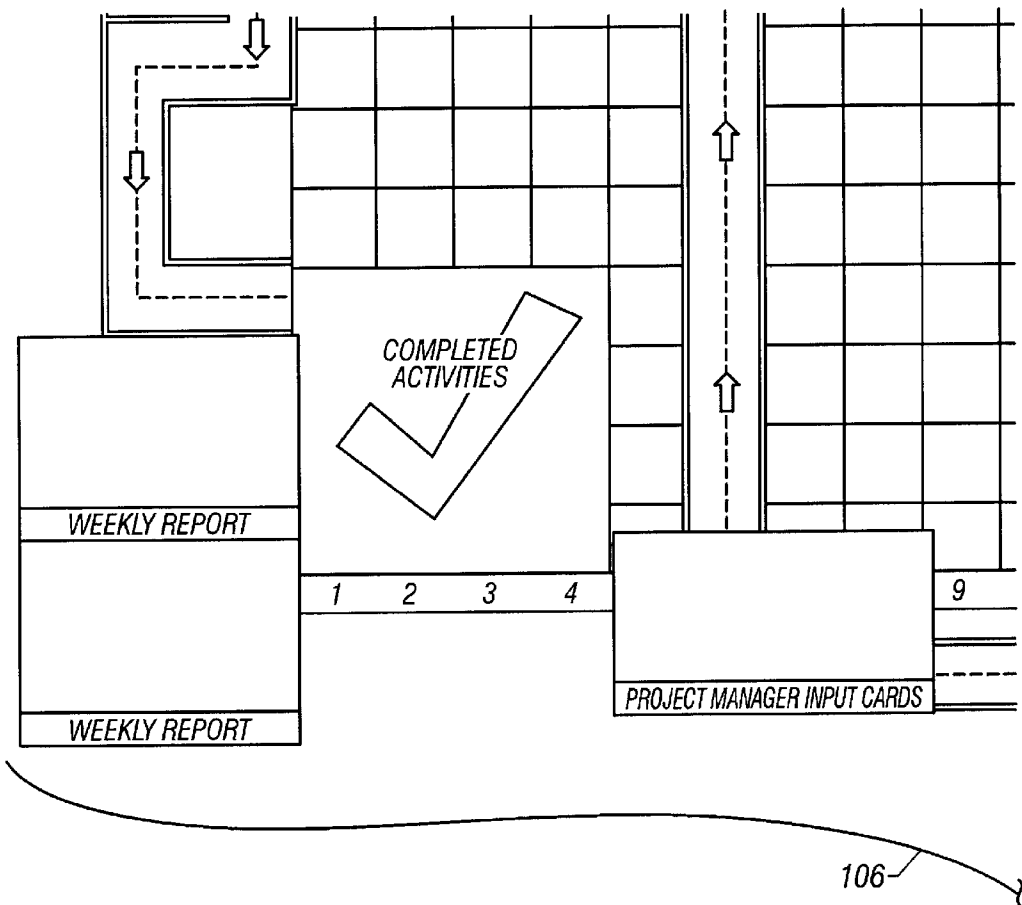 COMPLETED
ACTIVITIES
WEEKLY REPORT
1 2 3 4 9
PROJECT MANAGER INPUT CARDS
WEEKLY REPORT
106